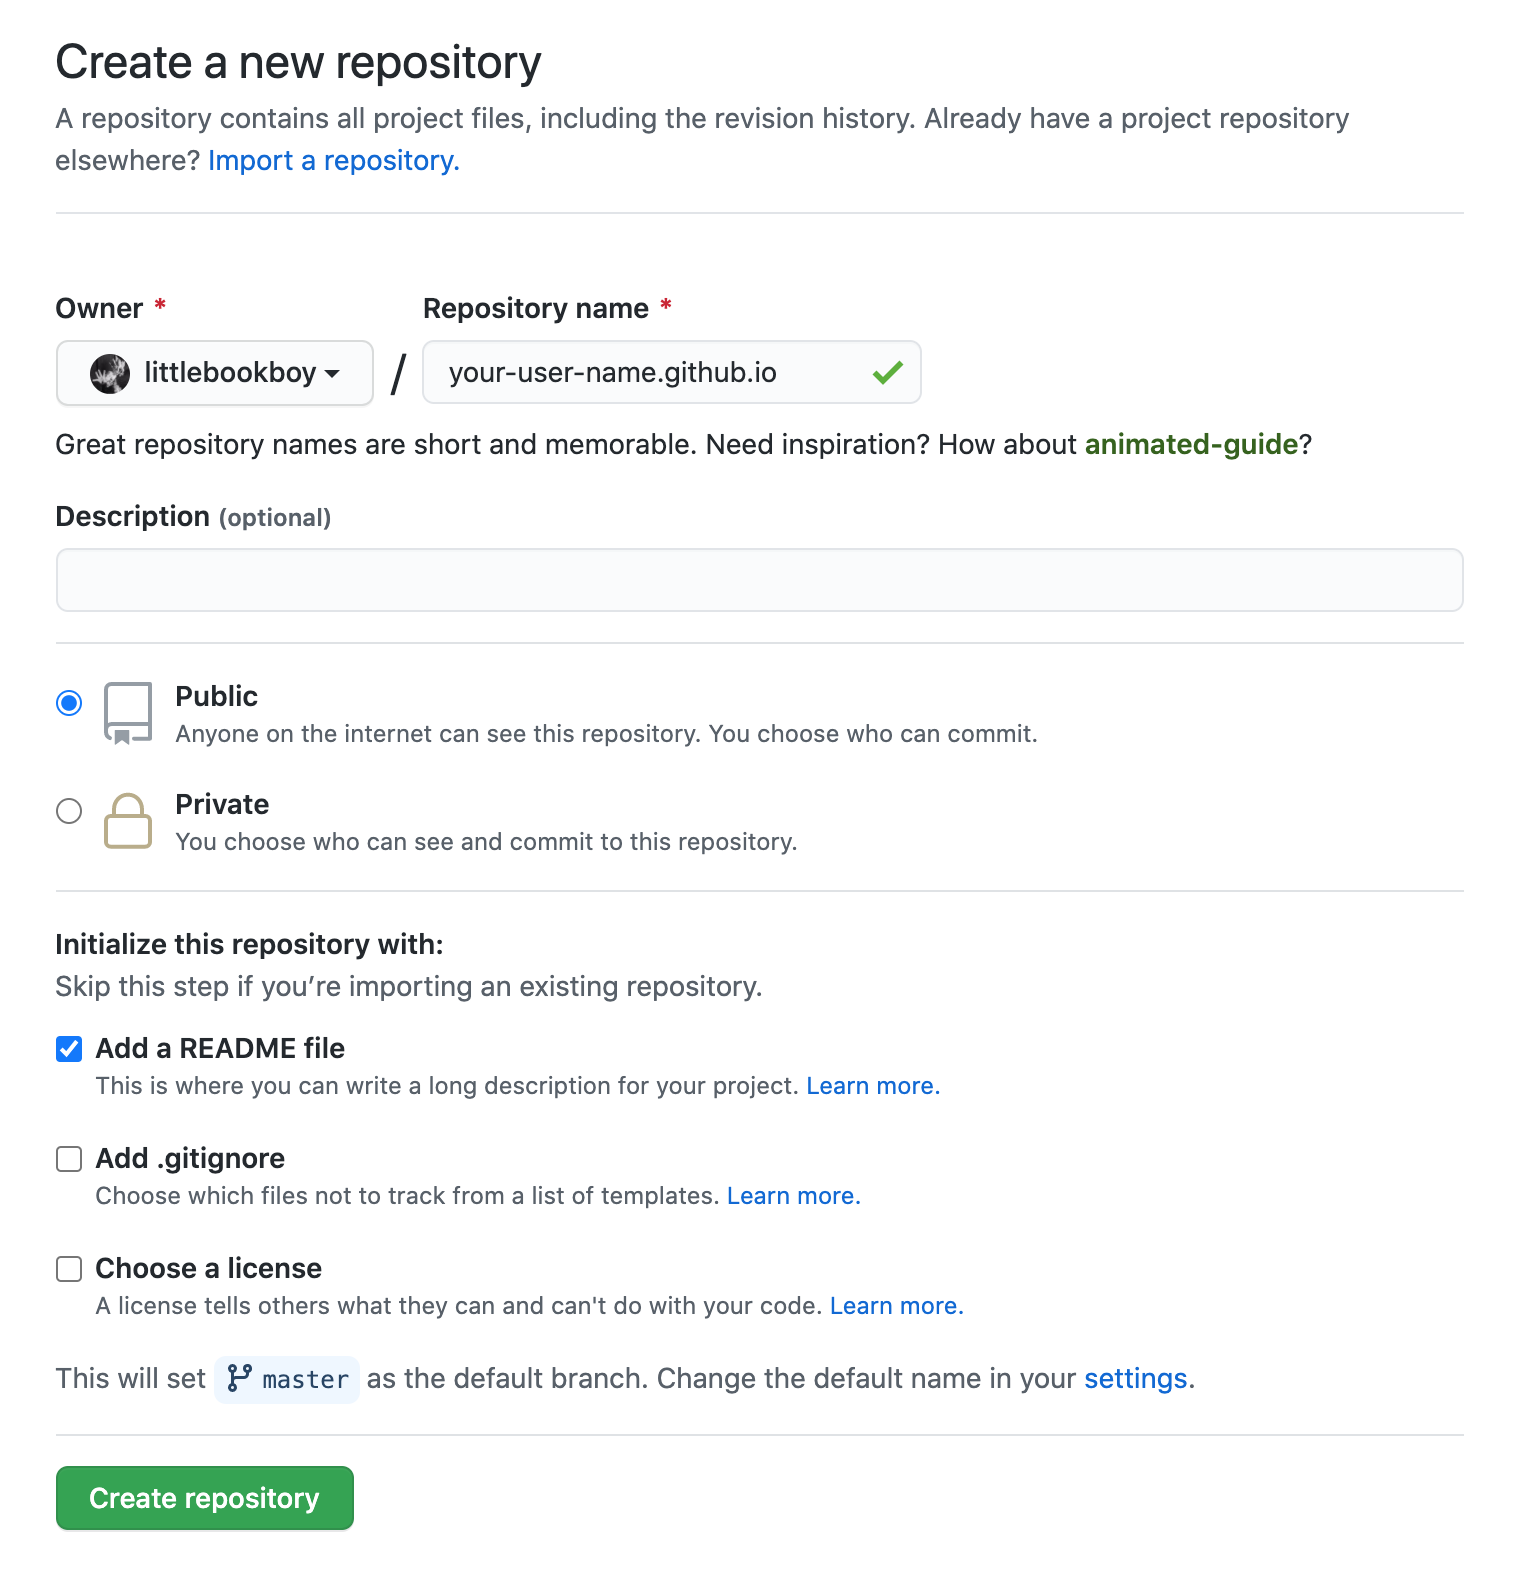 Create a new repository
A repository contains all project files, including the revision history. Already have a project repository
elsewhere? Import a repository.
Owner *
Repository name *
littlebookboy / your-user-name.github.io
Great repository names are short and memorable. Need inspiration? How about animated-guide?
Description (optional)
Public
Anyone on the internet can see this repository. You choose who can commit.
Private
You choose who can see and commit to this repository.
Initialize this repository with:
Skip this step if you’re importing an existing repository.
Add a README file
This is where you can write a long description for your project. Learn more.
Add .gitignore
Choose which files not to track from a list of templates. Learn more.
Choose a license
A license tells others what they can and can't do with your code. Learn more.
This will set master as the default branch. Change the default name in your settings.
Create repository